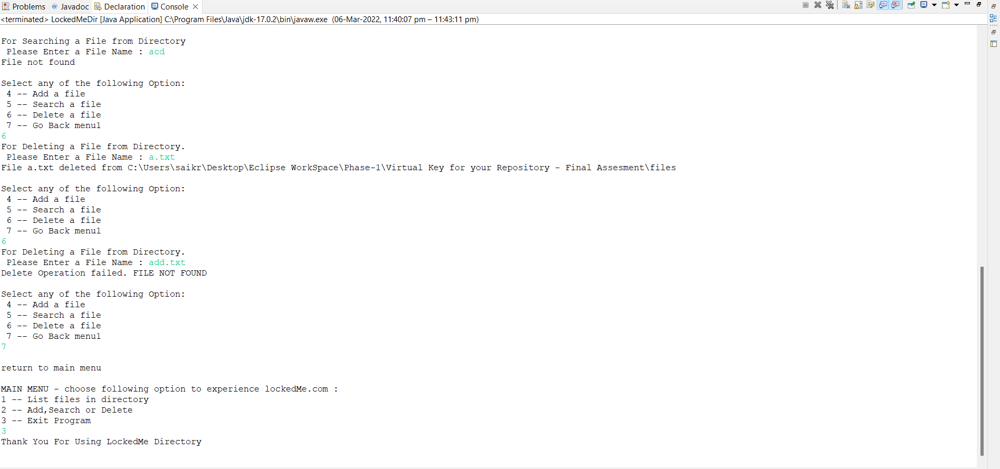 Problems @ Javadoc Declaration Console
<terminated> LockedMeDir [Java Application] C:\Program Files\Java\jdk-17.0.2\bin\javaw.exe (06-Mar-2022, 11:40:07 pm – 11:43:11 pm)
For Searching a File from Directory
Please Enter a File Name : acd
File not found
Select any of the following Option:
4 -- Add a file
5 -- Search a file
6 -- Delete a file
7 -- Go Back menu1
6
For Deleting a File from Directory.
Please Enter a File Name : a.txt
File a.txt deleted from C:\Users\saikr\Desktop\Eclipse WorkSpace\Phase-1\Virtual Key for your Repository - Final Assesment\files
Select any of the following Option:
4 -- Add a file
5 -- Search a file
6 -- Delete a file
7 -- Go Back menu1
6
For Deleting a File from Directory.
Please Enter a File Name : add.txt
Delete Operation failed. FILE NOT FOUND
Select any of the following Option:
4 -- Add a file
5 -- Search a file
6 -- Delete a file
7 -- Go Back menu1
7
return to main menu
MAIN MENU - choose following option to experience lockedMe.com :
1 -- List files in directory
2 -- Add,Search or Delete
3 -- Exit Program
3
Thank You For Using LockedMe Directory